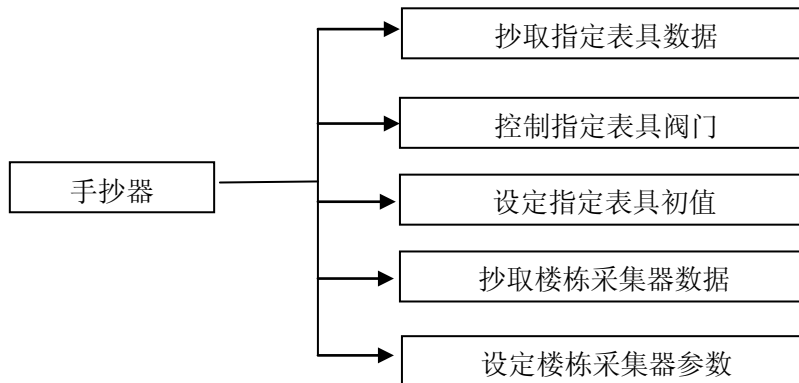 抄取指定表具数据
控制指定表具阀门
手抄器
设定指定表具初值
抄取楼栋采集器数据
设定楼栋采集器参数